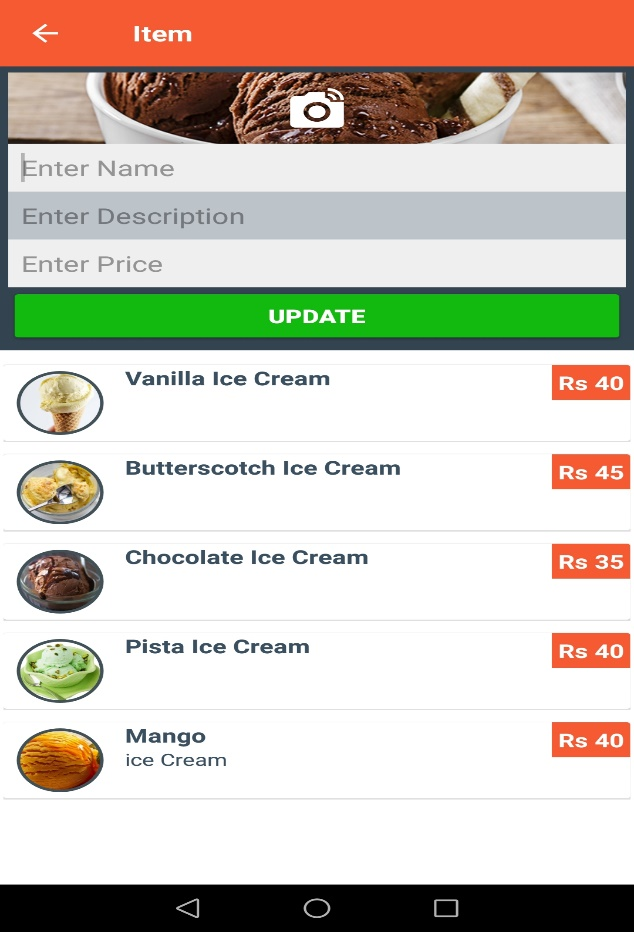 Item
Enter Name
Enter Description
Enter Price
UPDATE
Vanilla Ice Cream
Rs 40
Butterscotch Ice Cream
Rs 45
Chocolate Ice Cream
Rs 35
Pista Ice Cream
Rs 40
Mango
Rs 40
ice Cream